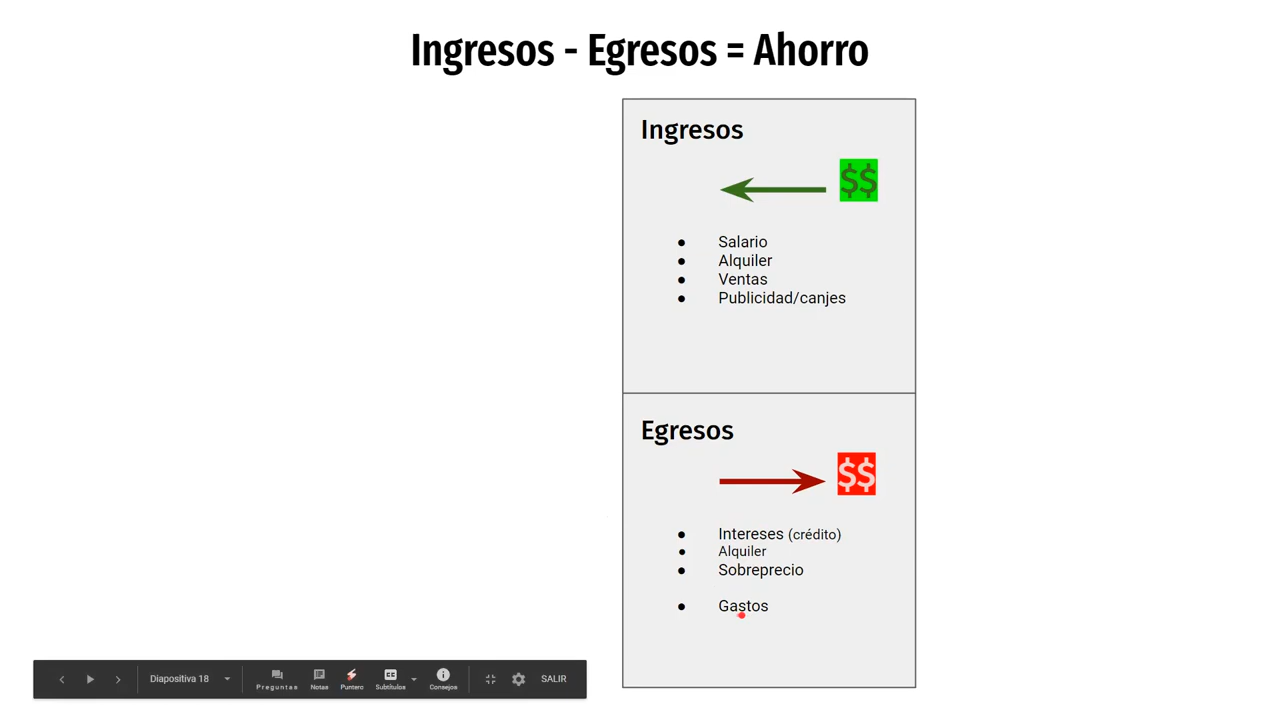 Ingresos - Egresos = Ahorro
Ingresos
$$
● Salario
● Alquiler
● Ventas
● Publicidad/canjes
Egresos
$$
● Intereses (crédito)
● Alquiler
● Sobreprecio
● Gastos
Diapositiva 18
Preguntas
Notas
Puntero
CC
Subtítulos
Consejos
SALIR